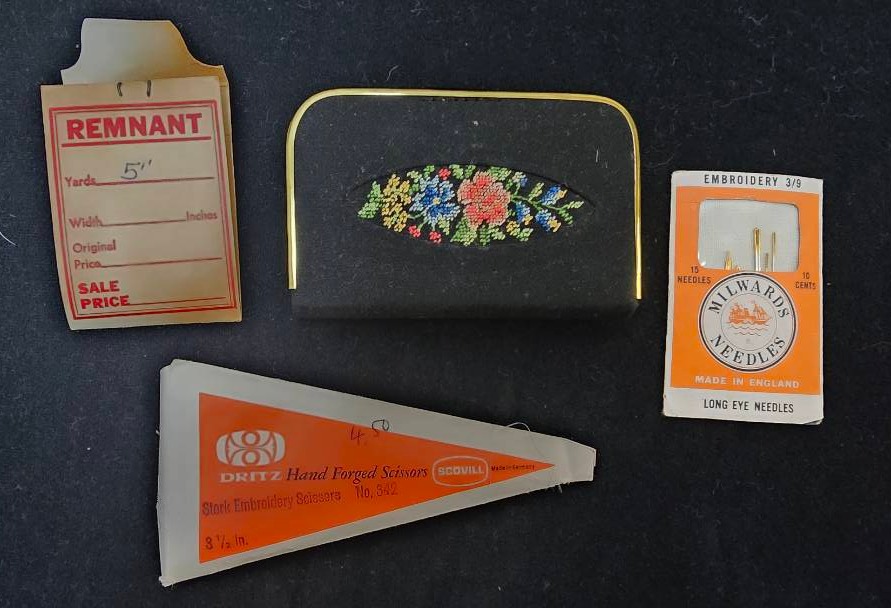 REMNANT
Yards 5"
Width Inches
Original
Price
SALE
PRICE
EMBROIDERY 3/9
15
NEEDLES
10
CENTS
MILWARDS
NEEDLES
MADE IN ENGLAND
LONG EYE NEEDLES
4.50
DRITZ Hand Forged Scissors SCOVILL Made in Germany
Stork Embroidery Scissors No. 342
3 1/2 in.